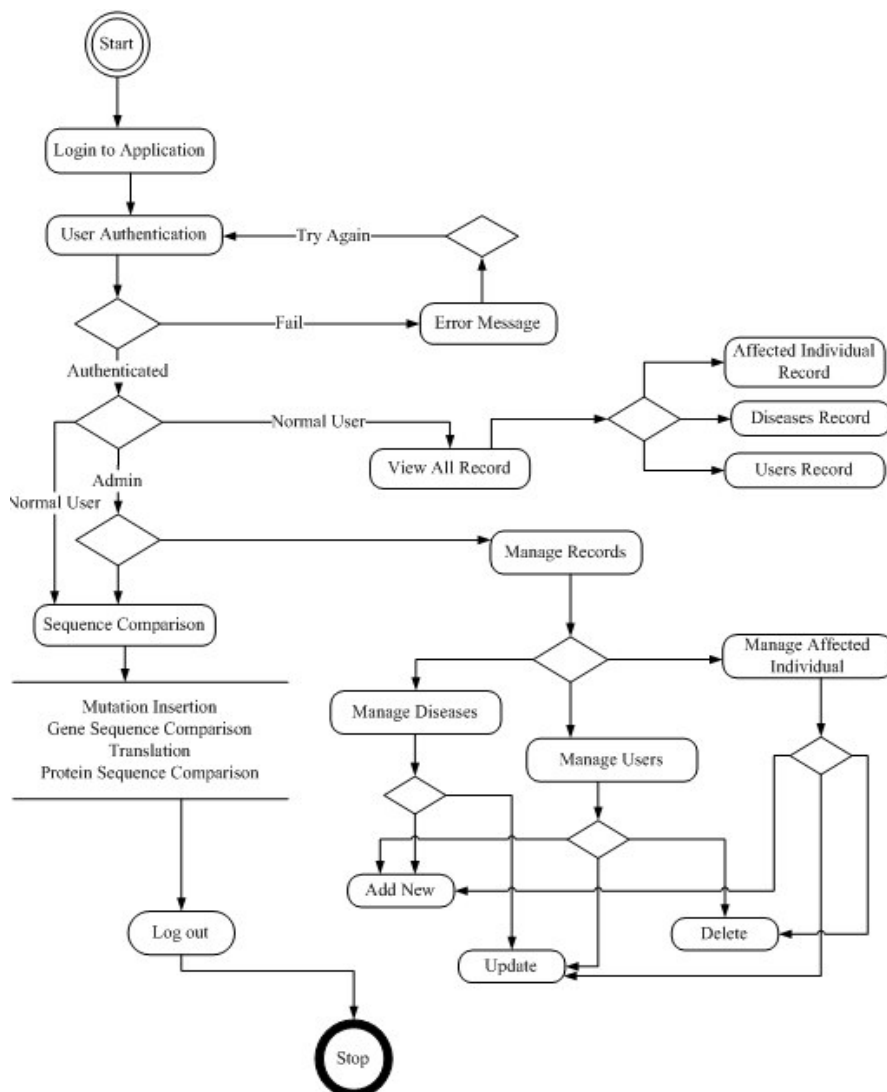 Start
Login to Application
User Authentication
Try Again
Fail
Error Message
Authenticated
Affected Individual
Record
Diseases Record
Users Record
Normal User
View All Record
Admin
Normal User
Manage Records
Sequence Comparison
Manage Affected
Individual
Manage Diseases
Manage Users
Mutation Insertion
Gene Sequence Comparison
Translation
Protein Sequence Comparison
Add New
Delete
Update
Log out
Stop